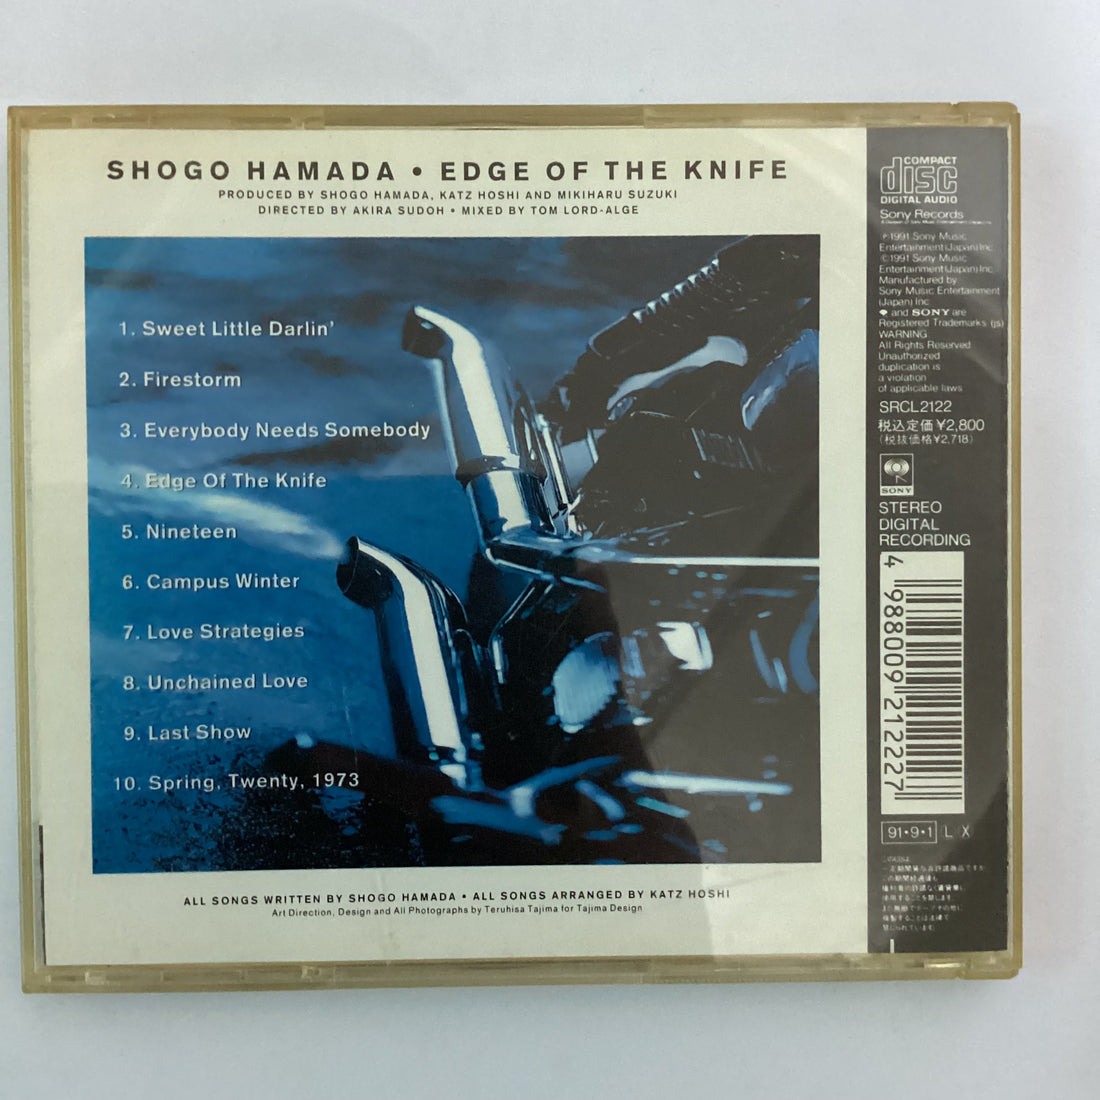 SHOGO HAMADA • EDGE OF THE KNIFE
PRODUCED BY SHOGO HAMADA, KATZ HOSHI AND MIKIHARU SUZUKI
DIRECTED BY AKIRA SUDOH • MIXED BY TOM LORD-ALGE
1. Sweet Little Darlin'
2. Firestorm
3. Everybody Needs Somebody
4. Edge Of The Knife
5. Nineteen
6. Campus Winter
7. Love Strategies
8. Unchained Love
9. Last Show
10. Spring, Twenty, 1973
ALL SONGS WRITTEN BY SHOGO HAMADA • ALL SONGS ARRANGED BY KATZ HOSHI
Art Direction, Design and All Photographs by Teruhisa Tajima for Tajima Design
COMPACT
disc
DIGITAL AUDIO
Sony Records
℗1991 Sony Music
Entertainment (Japan) Inc.
©1991 Sony Music
Entertainment (Japan) Inc.
Manufactured by
Sony Music Entertainment
(Japan) Inc
and SONY are
Registered Trademarks (js)
WARNING
All Rights Reserved
Unauthorized
duplication is
a violation
of applicable laws
SRCL 2122
税込定価¥2,800
(税抜価格¥2,718)
SONY
STEREO
DIGITAL
RECORDING
4 988009 212227
91•9•1 L X